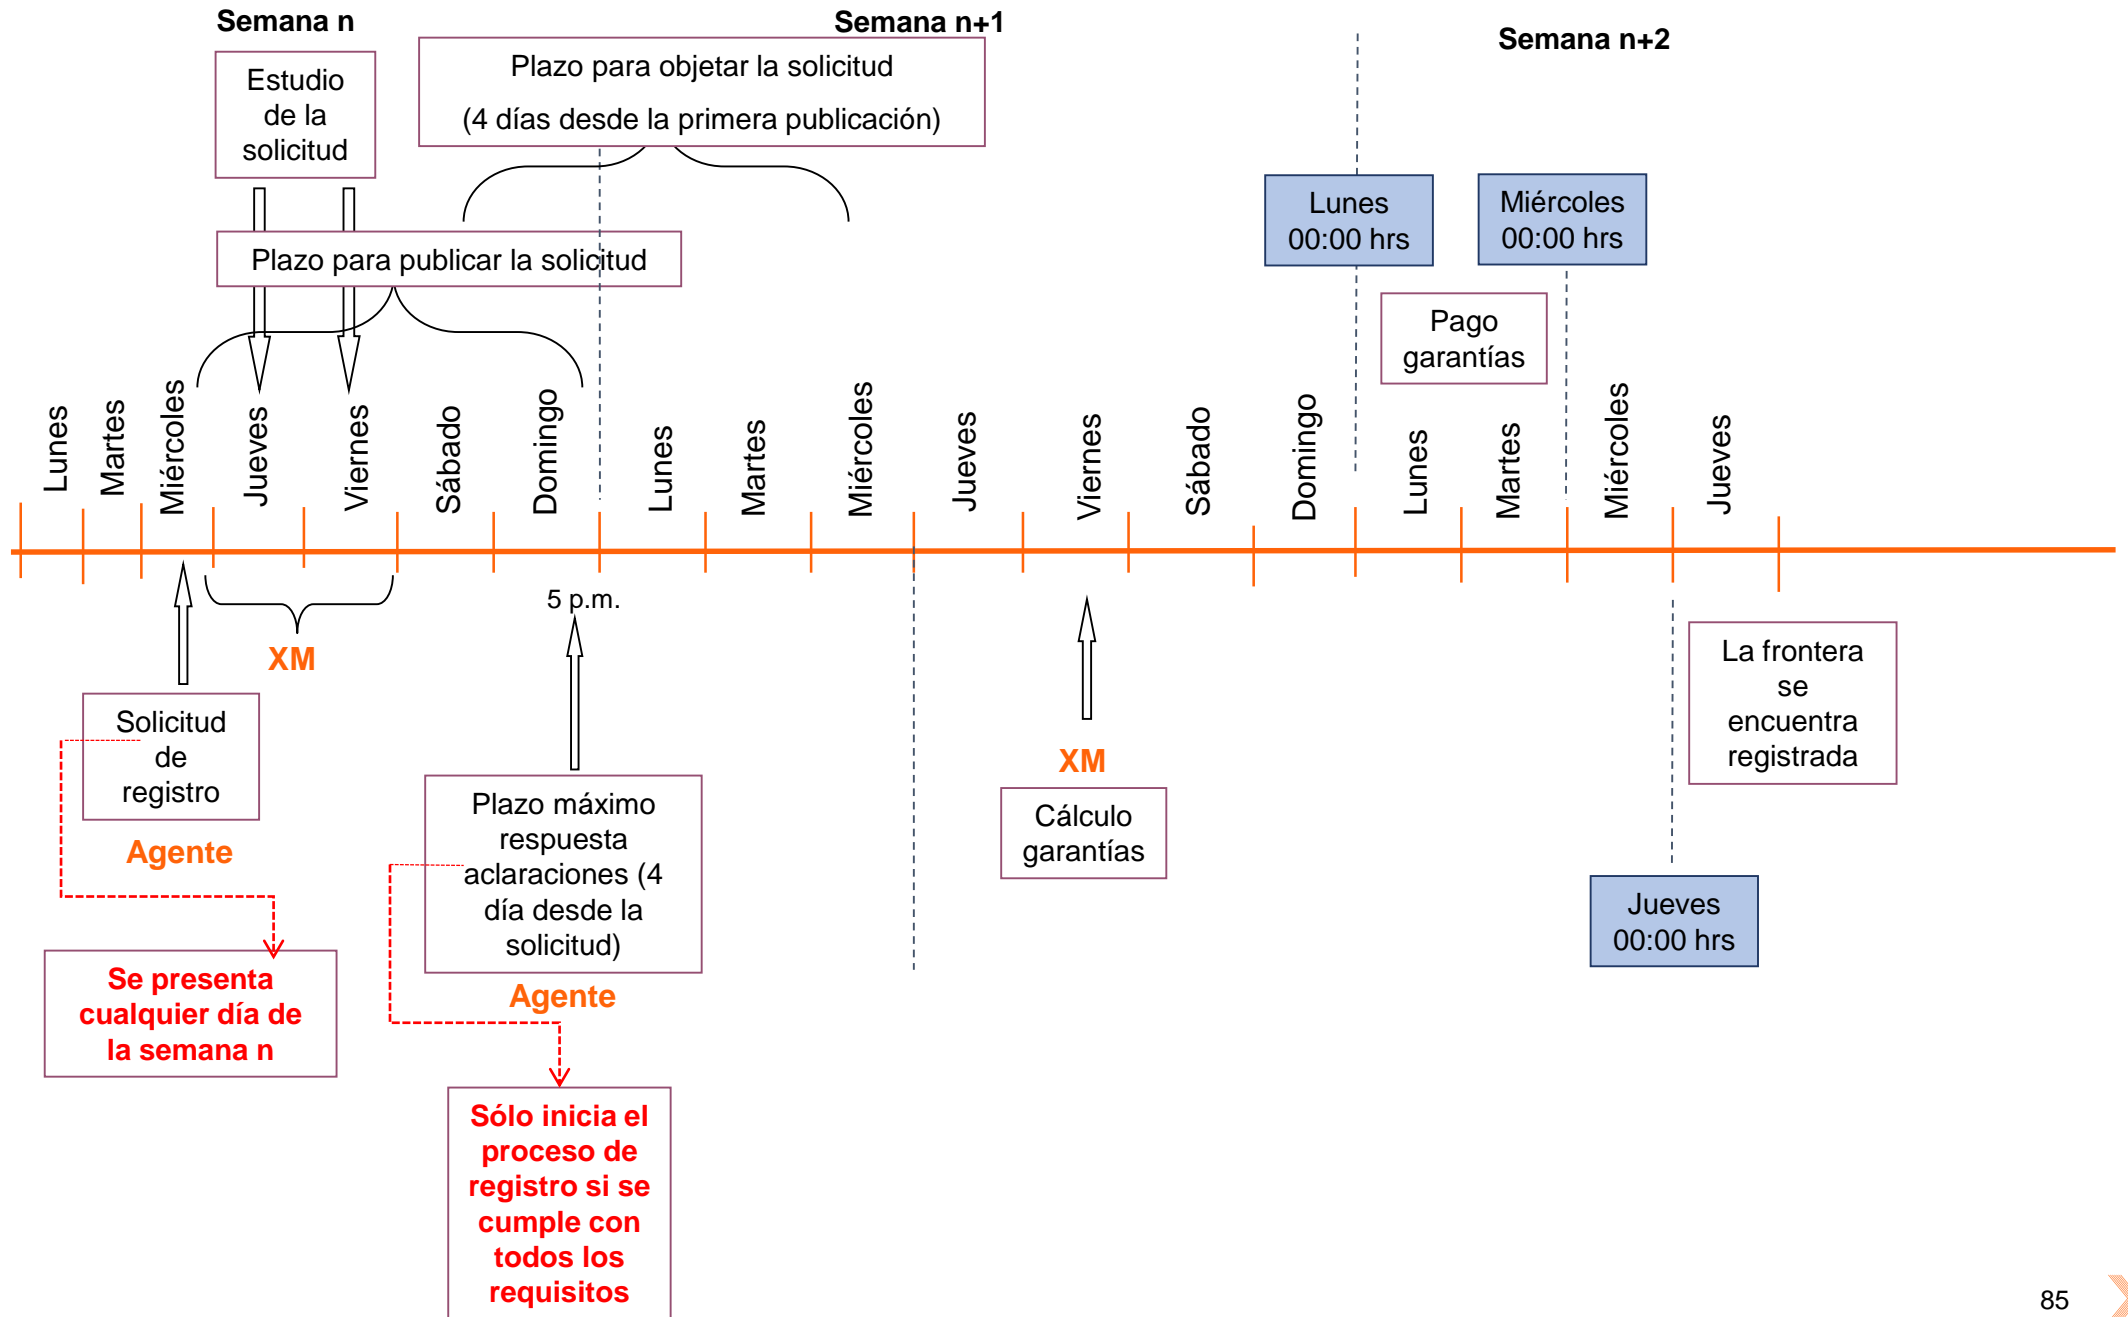 Semana n
Semana n+1
Semana n+2
Estudio
de la
solicitud
Plazo para objetar la solicitud
(4 días desde la primera publicación)
Lunes
00:00 hrs
Miércoles
00:00 hrs
Plazo para publicar la solicitud
Pago
garantías
Lunes
Martes
Miércoles
Jueves
Viernes
Sábado
Domingo
Lunes
Martes
Miércoles
Jueves
Viernes
Sábado
Domingo
Lunes
Martes
Miércoles
Jueves
5 p.m.
XM
Solicitud
de
registro
Agente
Se presenta
cualquier día de
la semana n
Plazo máximo
respuesta
aclaraciones (4
día desde la
solicitud)
Agente
Sólo inicia el
proceso de
registro si se
cumple con
todos los
requisitos
XM
Cálculo
garantías
La frontera
se
encuentra
registrada
Jueves
00:00 hrs
85